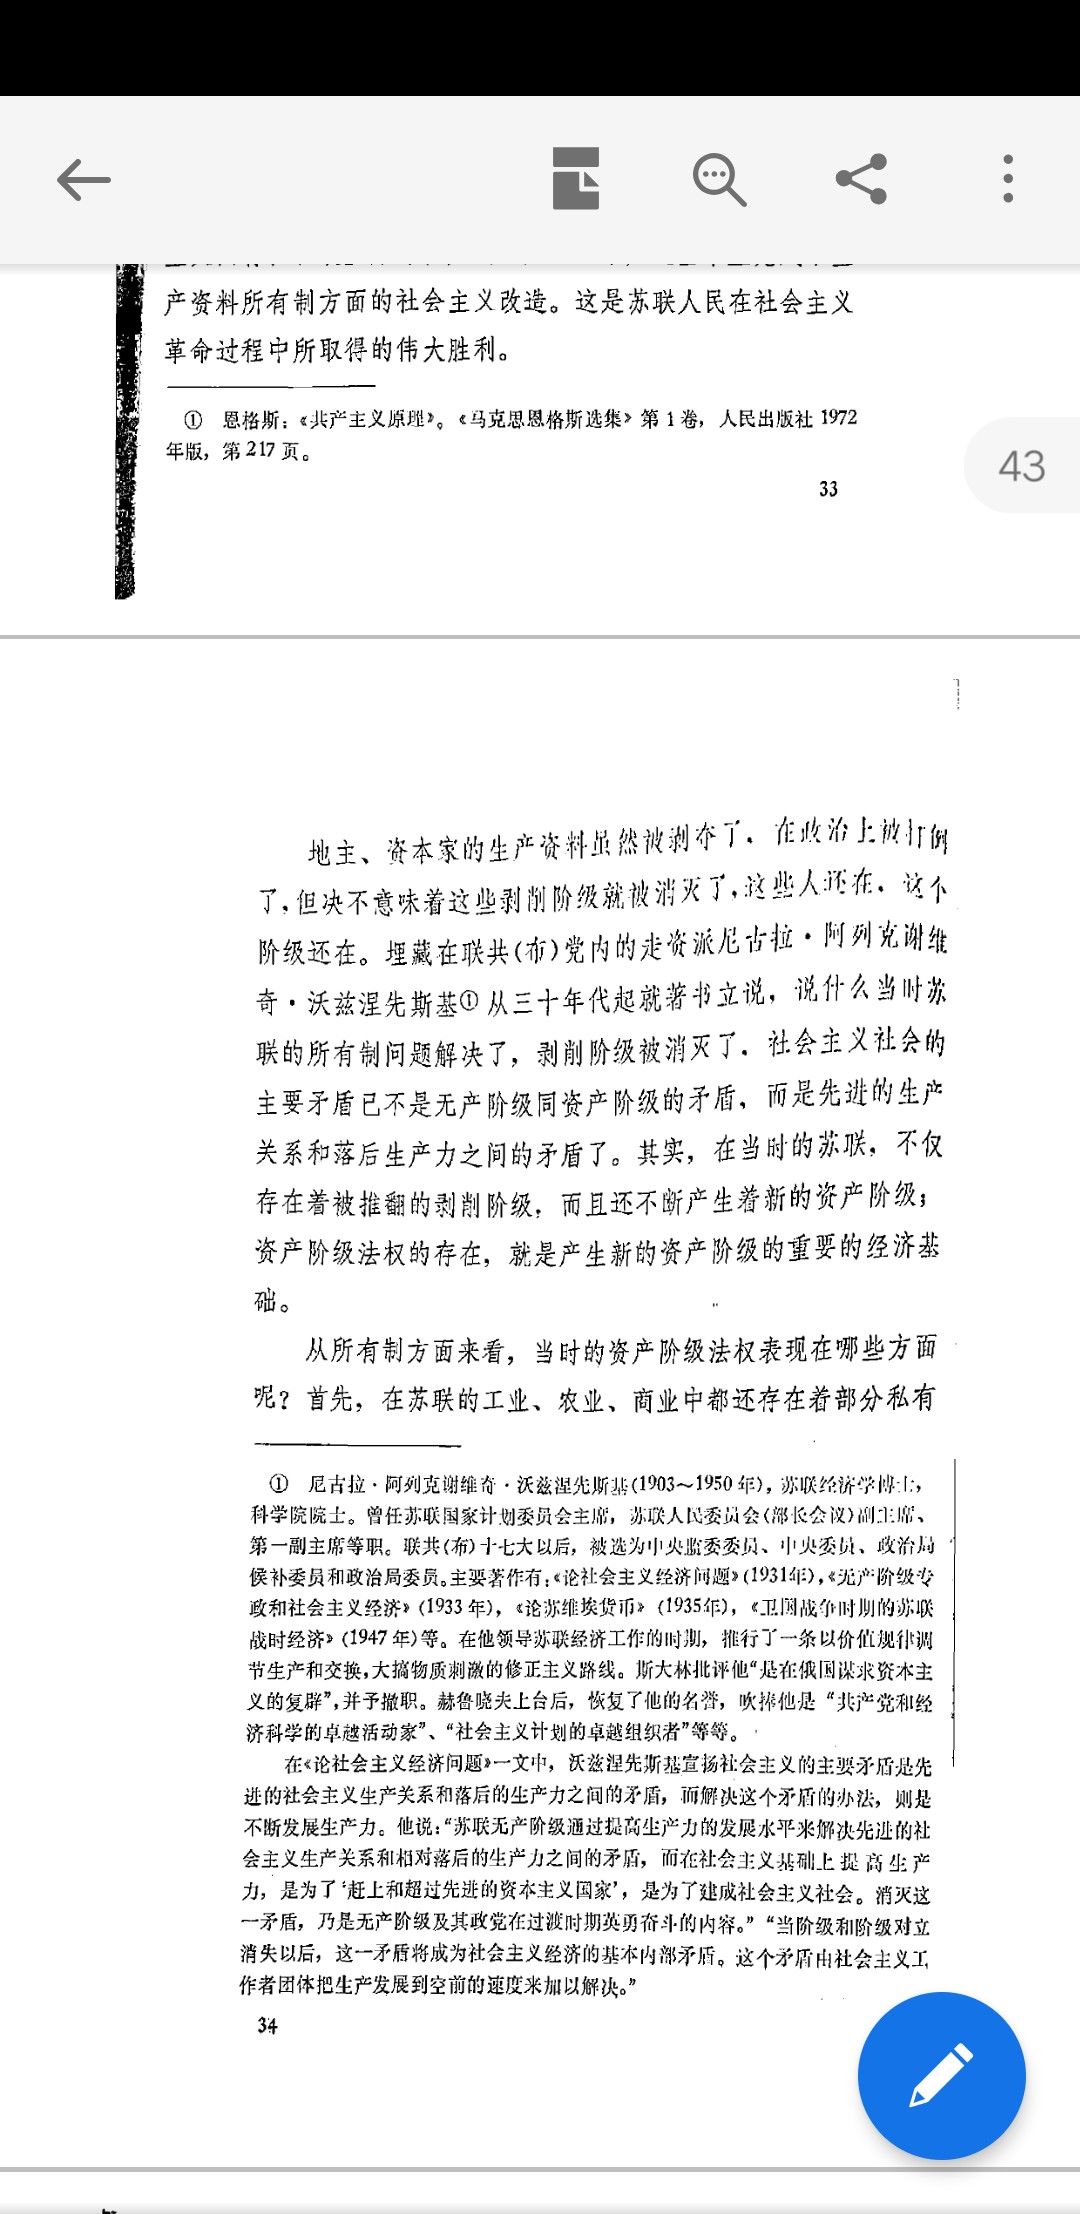 产资料所有制方面的社会主义改造。这是苏联人民在社会主义
革命过程中所取得的伟大胜利。
① 恩格斯:《共产主义原理》。《马克思恩格斯选集》第1卷,人民出版社1972
年版,第217页。
33
43
地主、资本家的生产资料虽然被剥夺了,在政治上被打倒
了,但决不意味着这些剥削阶级就被消灭了,这些人还在,这个
阶级还在。埋藏在联共(布)党内的走资派尼古拉·阿列克谢维
奇·沃兹涅先斯基①从三十年代起就著书立说,说什么当时苏
联的所有制问题解决了,剥削阶级被消灭了,社会主义社会的
主要矛盾已不是无产阶级同资产阶级的矛盾,而是先进的生产
关系和落后生产力之间的矛盾了。其实,在当时的苏联,不仅
存在着被推翻的剥削阶级,而且还不断产生着新的资产阶级;
资产阶级法权的存在,就是产生新的资产阶级的重要的经济基
础。
从所有制方面来看,当时的资产阶级法权表现在哪些方面
呢?首先,在苏联的工业、农业、商业中都还存在着部分私有
① 尼古拉·阿列克谢维奇·沃兹涅先斯基(1903~1950年),苏联经济学博士,
科学院院士。曾任苏联国家计划委员会主席,苏联人民委员会(部长会议)副主席、
第一副主席等职。联共(布)十七大以后,被选为中央监委委员、中央委员、政治局
侯补委员和政治局委员。主要著作有:《论社会主义经济问题》(1931年),《无产阶级专
政和社会主义经济》(1933年),《论苏维埃货币》(1935年),《卫国战争时期的苏联
战时经济》(1947年)等。在他领导苏联经济工作的时期,推行了一条以价值规律调
节生产和交换,大搞物质刺激的修正主义路线。斯大林批评他“是在俄国谋求资本主
义的复辟”,并予撤职。赫鲁晓夫上台后,恢复了他的名誉,吹捧他是“共产党和经
济科学的卓越活动家”、“社会主义计划的卓越组织者”等等。
在《论社会主义经济问题》一文中,沃兹涅先斯基宣扬社会主义的主要矛盾是先
进的社会主义生产关系和落后的生产力之间的矛盾,而解决这个矛盾的办法,则是
不断发展生产力。他说:“苏联无产阶级通过提高生产力的发展水平来解决先进的社
会主义生产关系和相对落后的生产力之间的矛盾,而在社会主义基础上提高生产
力,是为了‘赶上和超过先进的资本主义国家’,是为了建成社会主义社会。消灭这
一矛盾,乃是无产阶级及其政党在过渡时期英勇奋斗的内容。”“当阶级和阶级对立
消失以后,这一矛盾将成为社会主义经济的基本内部矛盾。这个矛盾由社会主义工
作者团体把生产发展到空前的速度来加以解决。”
34